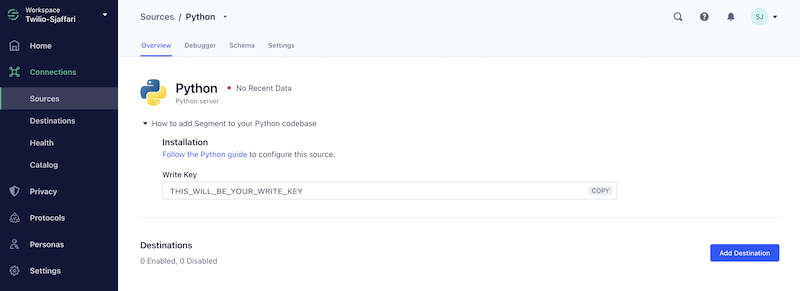 Workspace
Twilio-Sjaffari
Home
Connections
Sources
Destinations
Health
Catalog
Privacy
Protocols
Personas
Settings
Sources / Python
SJ
Overview Debugger Schema Settings
Python No Recent Data
Python server
How to add Segment to your Python codebase
Installation
Follow the Python guide to configure this source.
Write Key
THIS_WILL_BE_YOUR_WRITE_KEY COPY
Destinations
0 Enabled, 0 Disabled
Add Destination